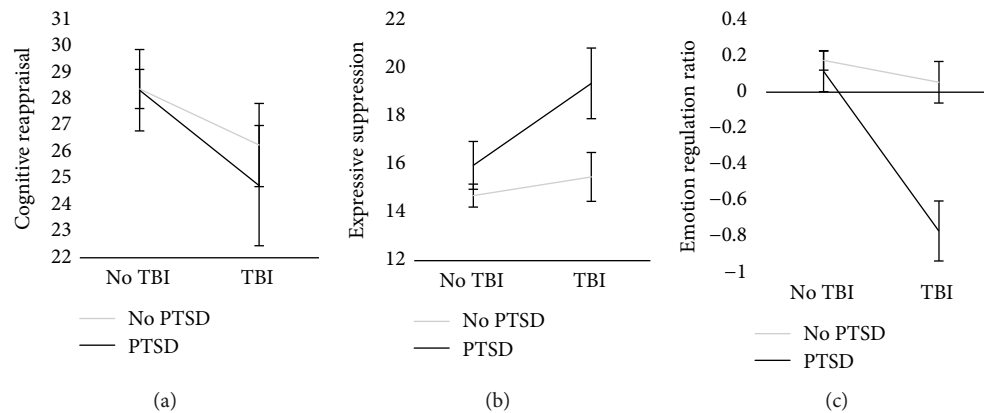 Cognitive reappraisal
31
30
29
28
27
26
25
24
23
22
No TBI TBI
No PTSD
PTSD
(a)
Expressive suppression
22
20
18
16
14
12
No TBI TBI
No PTSD
PTSD
(b)
Emotion regulation ratio
0.4
0.2
0
−0.2
−0.4
−0.6
−0.8
−1
No TBI TBI
No PTSD
PTSD
(c)